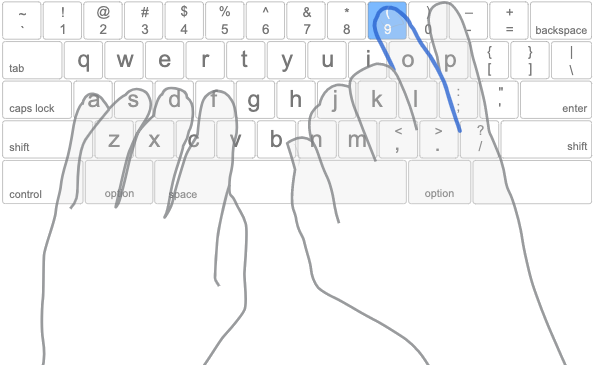 ~ ! @ # $ % ^ & * ( ) _ +
` 1 2 3 4 5 6 7 8 9 0 - = backspace
{ } |
tab q w e r t y u i o p [ ] \
: "
caps lock a s d f g h j k l ; ' enter
< > ?
shift z x c v b n m , . / shift
control option space option